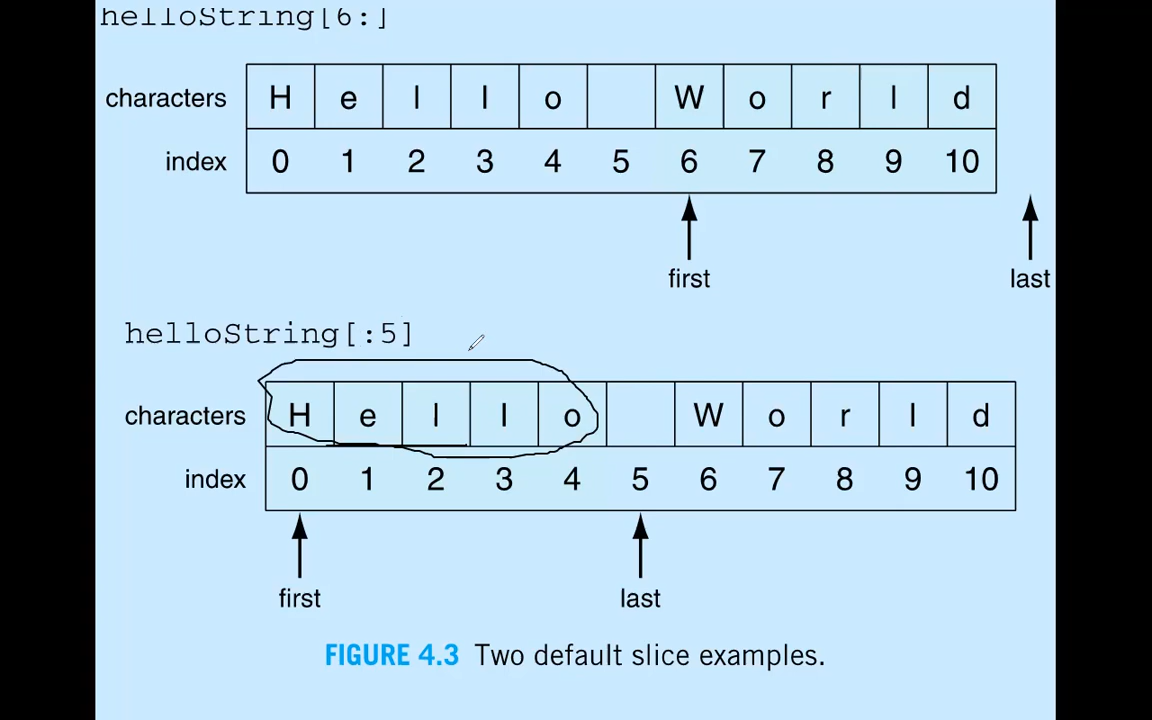 helloString[6:]
characters H e l l o W o r l d
index 0 1 2 3 4 5 6 7 8 9 10
first last
helloString[:5]
characters H e l l o W o r l d
index 0 1 2 3 4 5 6 7 8 9 10
first last
FIGURE 4.3 Two default slice examples.